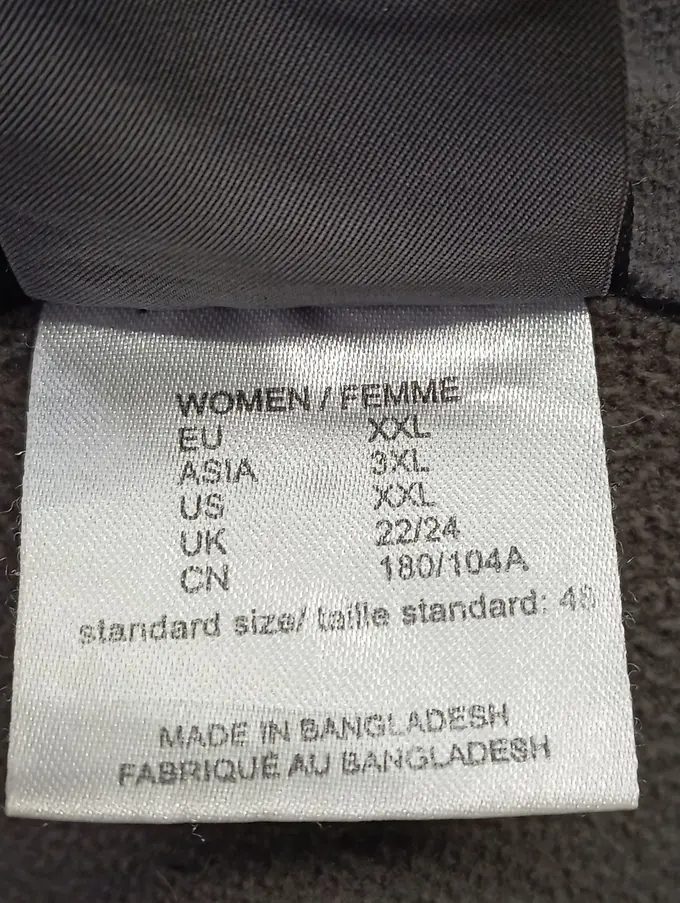 WOMEN / FEMME
EU XXL
ASIA 3XL
US XXL
UK 22/24
CN 180/104A
standard size/ taille standard:
MADE IN BANGLADESH
FABRIQUÉ AU BANGLADESH